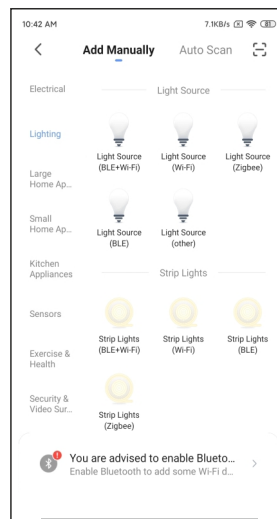 10:42 AM 7.1KB/s 81
Add Manually Auto Scan
Electrical
Lighting
Large
Home Ap...
Small
Home Ap...
Kitchen
Appliances
Sensors
Exercise &
Health
Security &
Video Sur...
Light Source
Light Source
(BLE+Wi-Fi)
Light Source
(Wi-Fi)
Light Source
(Zigbee)
Light Source
(BLE)
Light Source
(other)
Strip Lights
Strip Lights
(BLE+Wi-Fi)
Strip Lights
(Wi-Fi)
Strip Lights
(BLE)
Strip Lights
(Zigbee)
You are advised to enable Blueto...
Enable Bluetooth to add some Wi-Fi d...